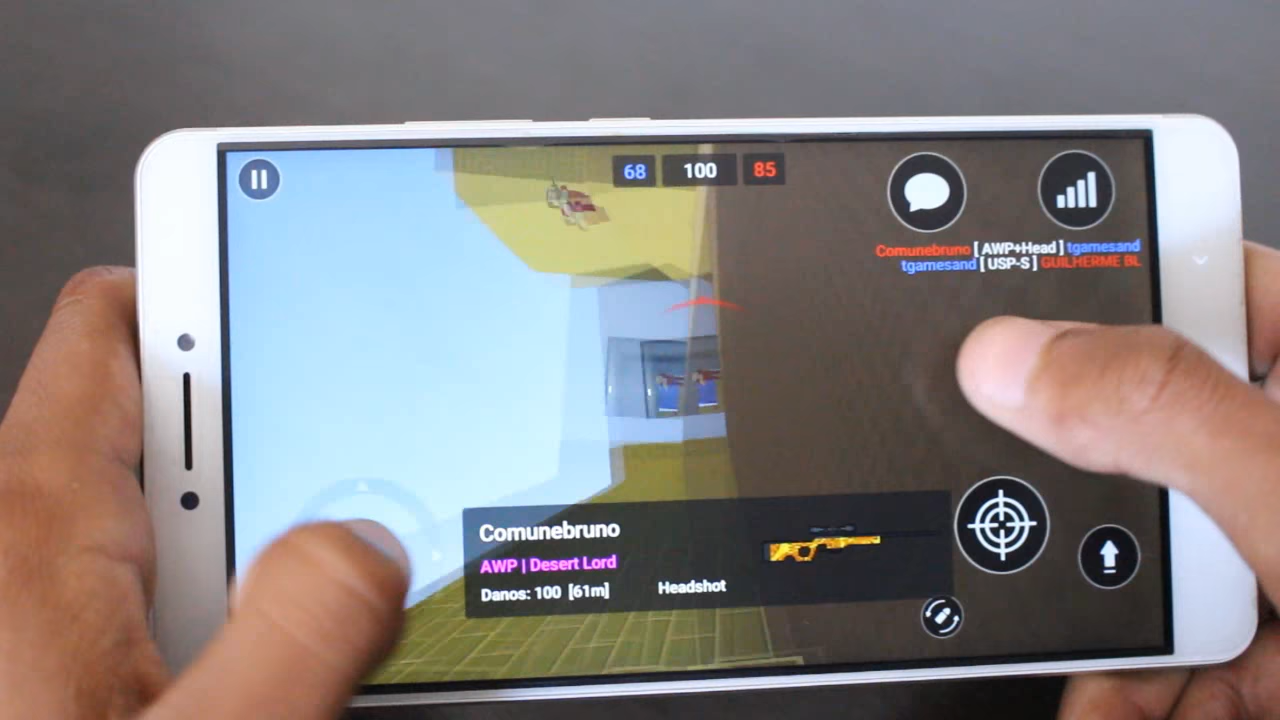 68 100 85
Comunebruno [ AWP+Head ] tgamesand
tgamesand [ USP-S ] GUILHERME BL
Comunebruno
AWP | Desert Lord
Danos: 100 [61m] Headshot